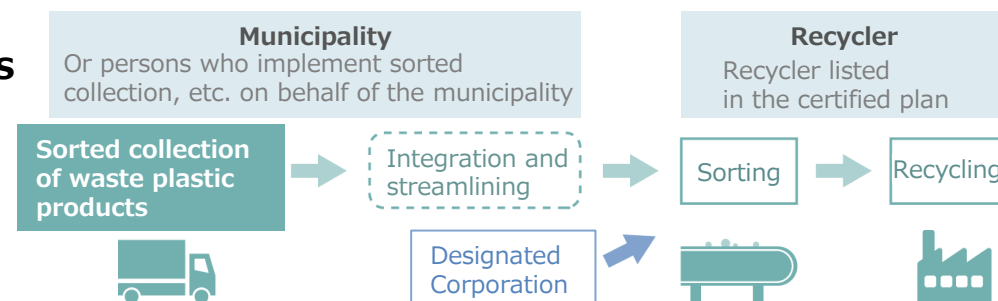 s
Municipality
Or persons who implement sorted
collection, etc. on behalf of the municipality
Recycler
Recycler listed
in the certified plan
Sorted collection
of waste plastic
products
Integration and
streamlining
Sorting
Recycling
Designated
Corporation